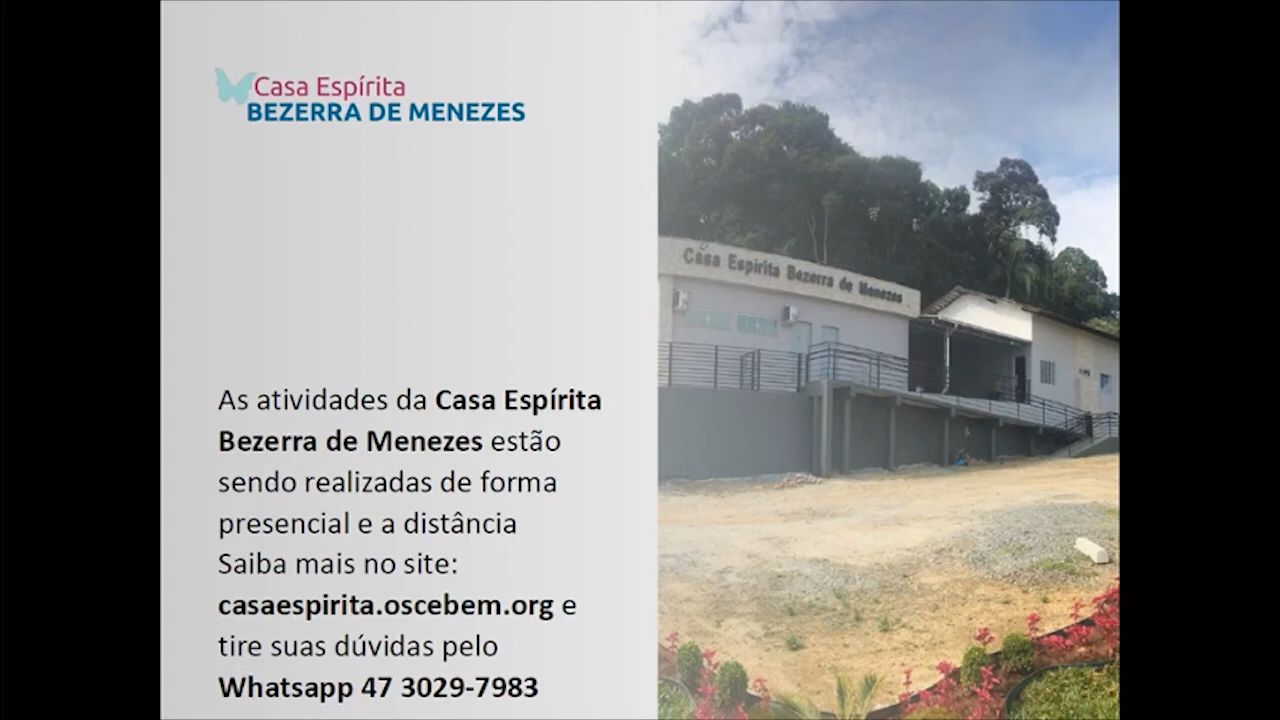 Casa Espírita
BEZERRA DE MENEZES
Casa Espírita Bezerra de Menezes
As atividades da Casa Espírita
Bezerra de Menezes estão
sendo realizadas de forma
presencial e a distância
Saiba mais no site:
casaespirita.oscebem.org e
tire suas dúvidas pelo
Whatsapp 47 3029-7983